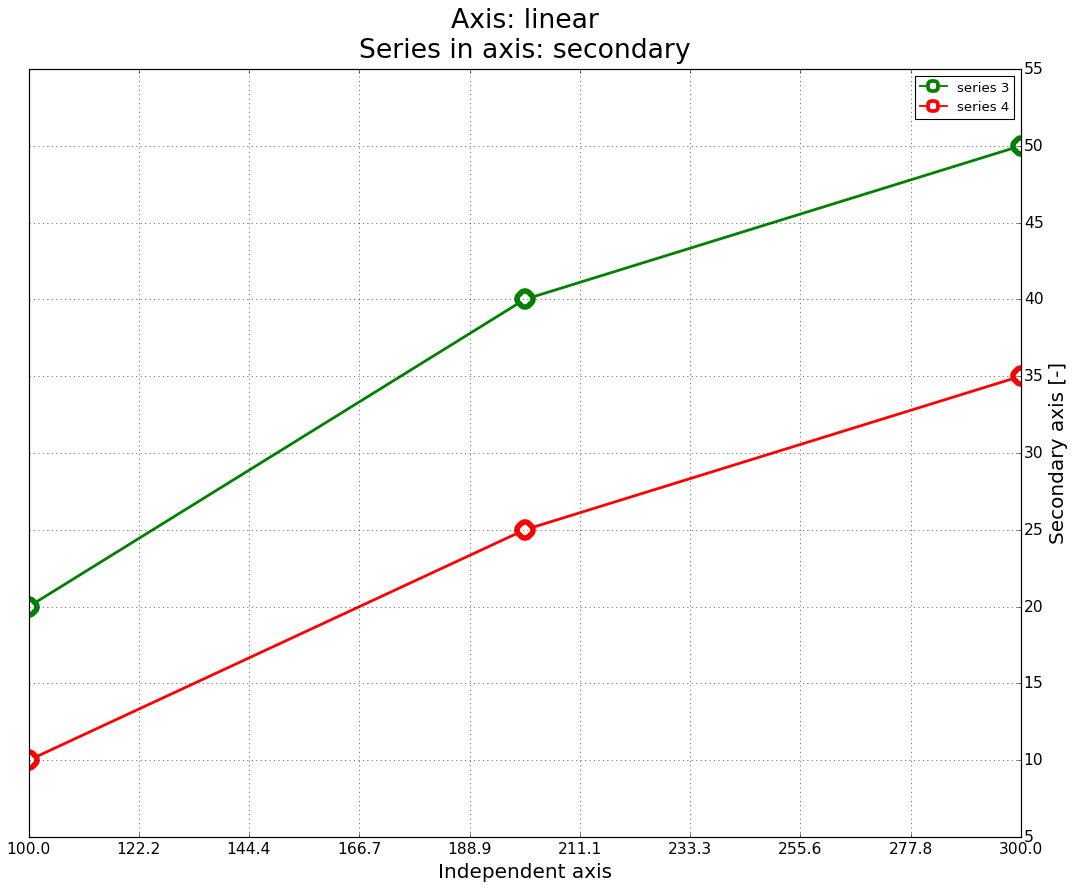 Axis: linear
Series in axis: secondary
series 3
series 4
55
50
45
40
35
30
25
20
15
10
5
Secondary axis [-]
100.0 122.2 144.4 166.7 188.9 211.1 233.3 255.6 277.8 300.0
Independent axis